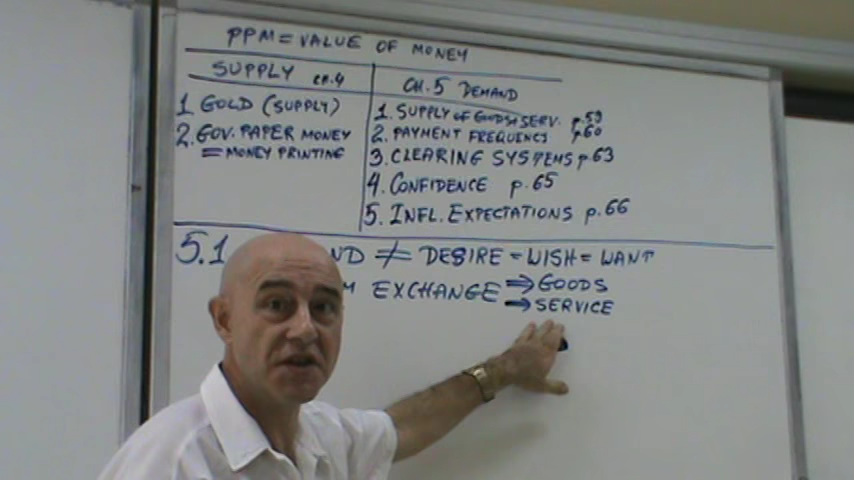 PPM = VALUE OF MONEY
SUPPLY CH.4
1 GOLD (SUPPLY)
2. GOV. PAPER MONEY
= MONEY PRINTING
CH. 5 DEMAND
1. SUPPLY OF GOODS & SERV. p.59
2. PAYMENT FREQUENCY p.60
3. CLEARING SYSTEMS p.63
4. CONFIDENCE p.65
5. INFL. EXPECTATIONS p.66
5.1 ND ≠ DESIRE = WISH = WANT
M EXCHANGE ⇒ GOODS
→ SERVICE